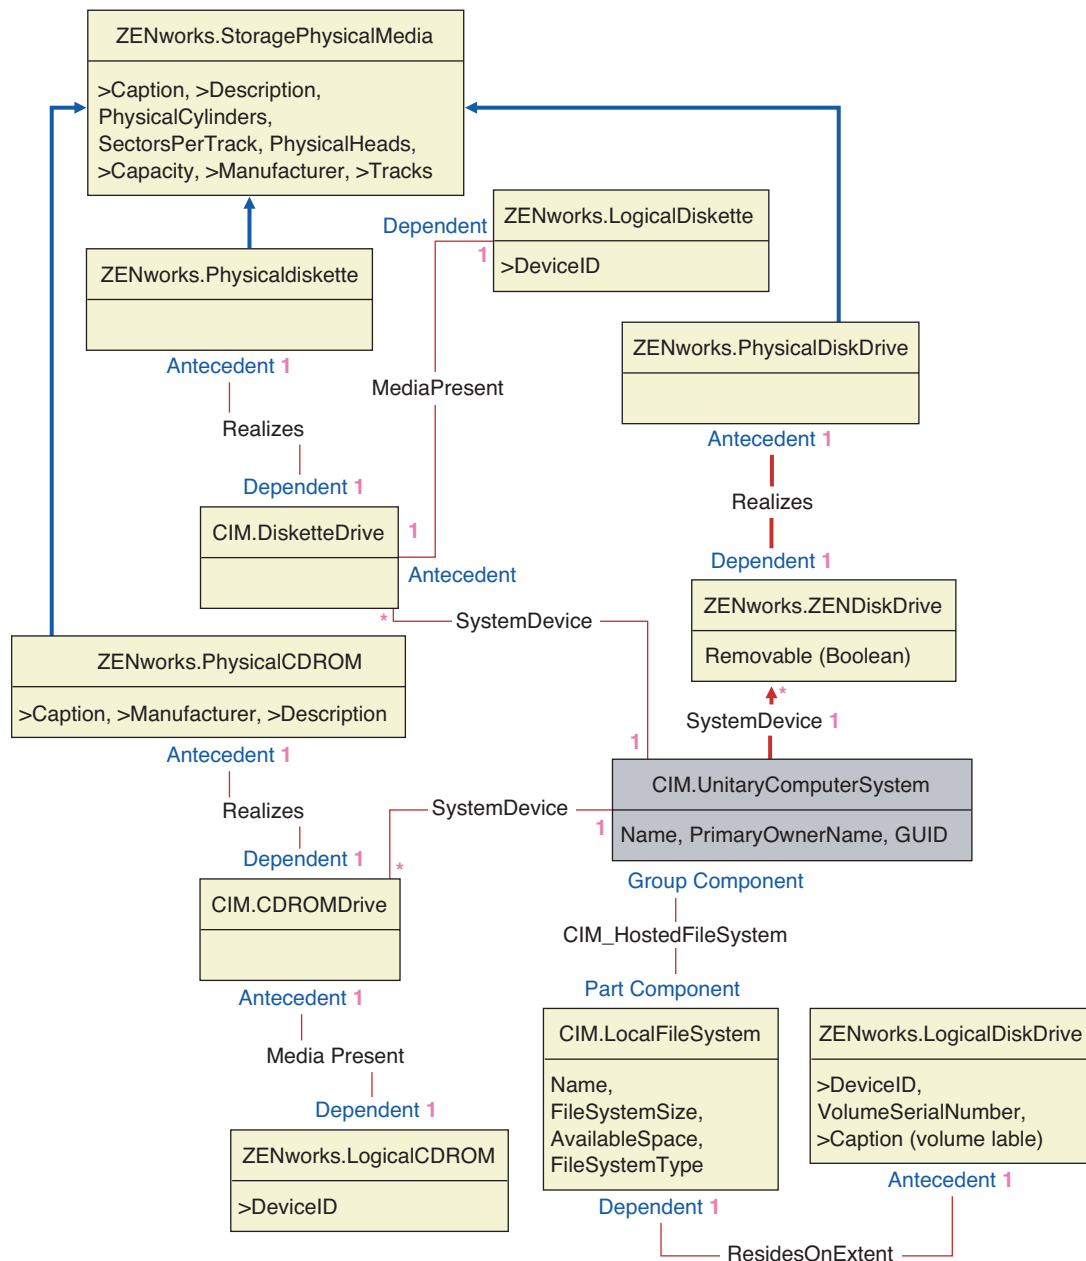 ZENworks.StoragePhysicalMedia
>Caption, >Description,
PhysicalCylinders,
SectorsPerTrack, PhysicalHeads,
>Capacity, >Manufacturer, >Tracks
Dependent
1
ZENworks.LogicalDiskette
>DeviceID
ZENworks.Physicaldiskette
Antecedent 1
Realizes
Dependent 1
MediaPresent
ZENworks.PhysicalDiskDrive
Antecedent 1
Realizes
Dependent 1
CIM.DisketteDrive
1
Antecedent
*
SystemDevice
1
ZENworks.ZENDiskDrive
Removable (Boolean)
*
SystemDevice 1
ZENworks.PhysicalCDROM
>Caption, >Manufacturer, >Description
Antecedent 1
Realizes
Dependent 1
SystemDevice
1
*
CIM.UnitaryComputerSystem
Name, PrimaryOwnerName, GUID
Group Component
CIM_HostedFileSystem
Part Component
CIM.CDROMDrive
Antecedent 1
Media Present
Dependent 1
ZENworks.LogicalCDROM
>DeviceID
CIM.LocalFileSystem
Name,
FileSystemSize,
AvailableSpace,
FileSystemType
Dependent 1
ZENworks.LogicalDiskDrive
>DeviceID,
VolumeSerialNumber,
>Caption (volume lable)
Antecedent 1
ResidesOnExtent